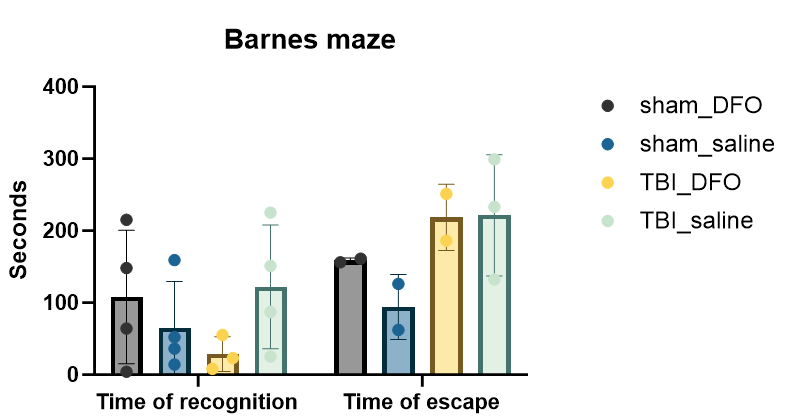 Barnes maze
400
300
200
100
0
Seconds
Time of recognition
Time of escape
sham_DFO
sham_saline
TBI_DFO
TBI_saline